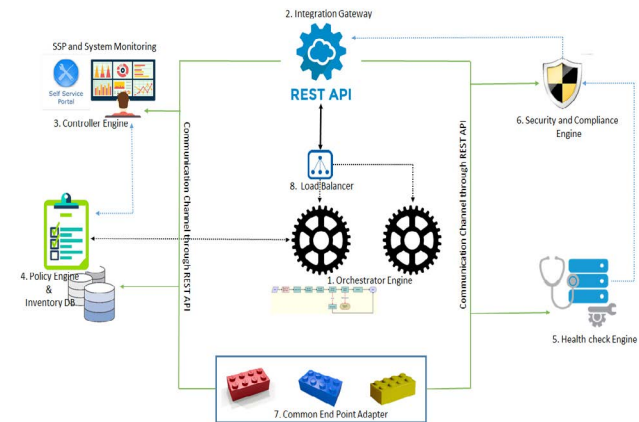 2. Integration Gateway
SSP and System Monitoring
Self Service
Portal
REST API
3. Controller Engine
6. Security and Compliance
Engine
Communication Channel through REST API
Communication Channel through REST API
8. Load Balancer
4. Policy Engine
&
Inventory DB
1. Orchestrator Engine
5. Health check Engine
7. Common End Point Adapter